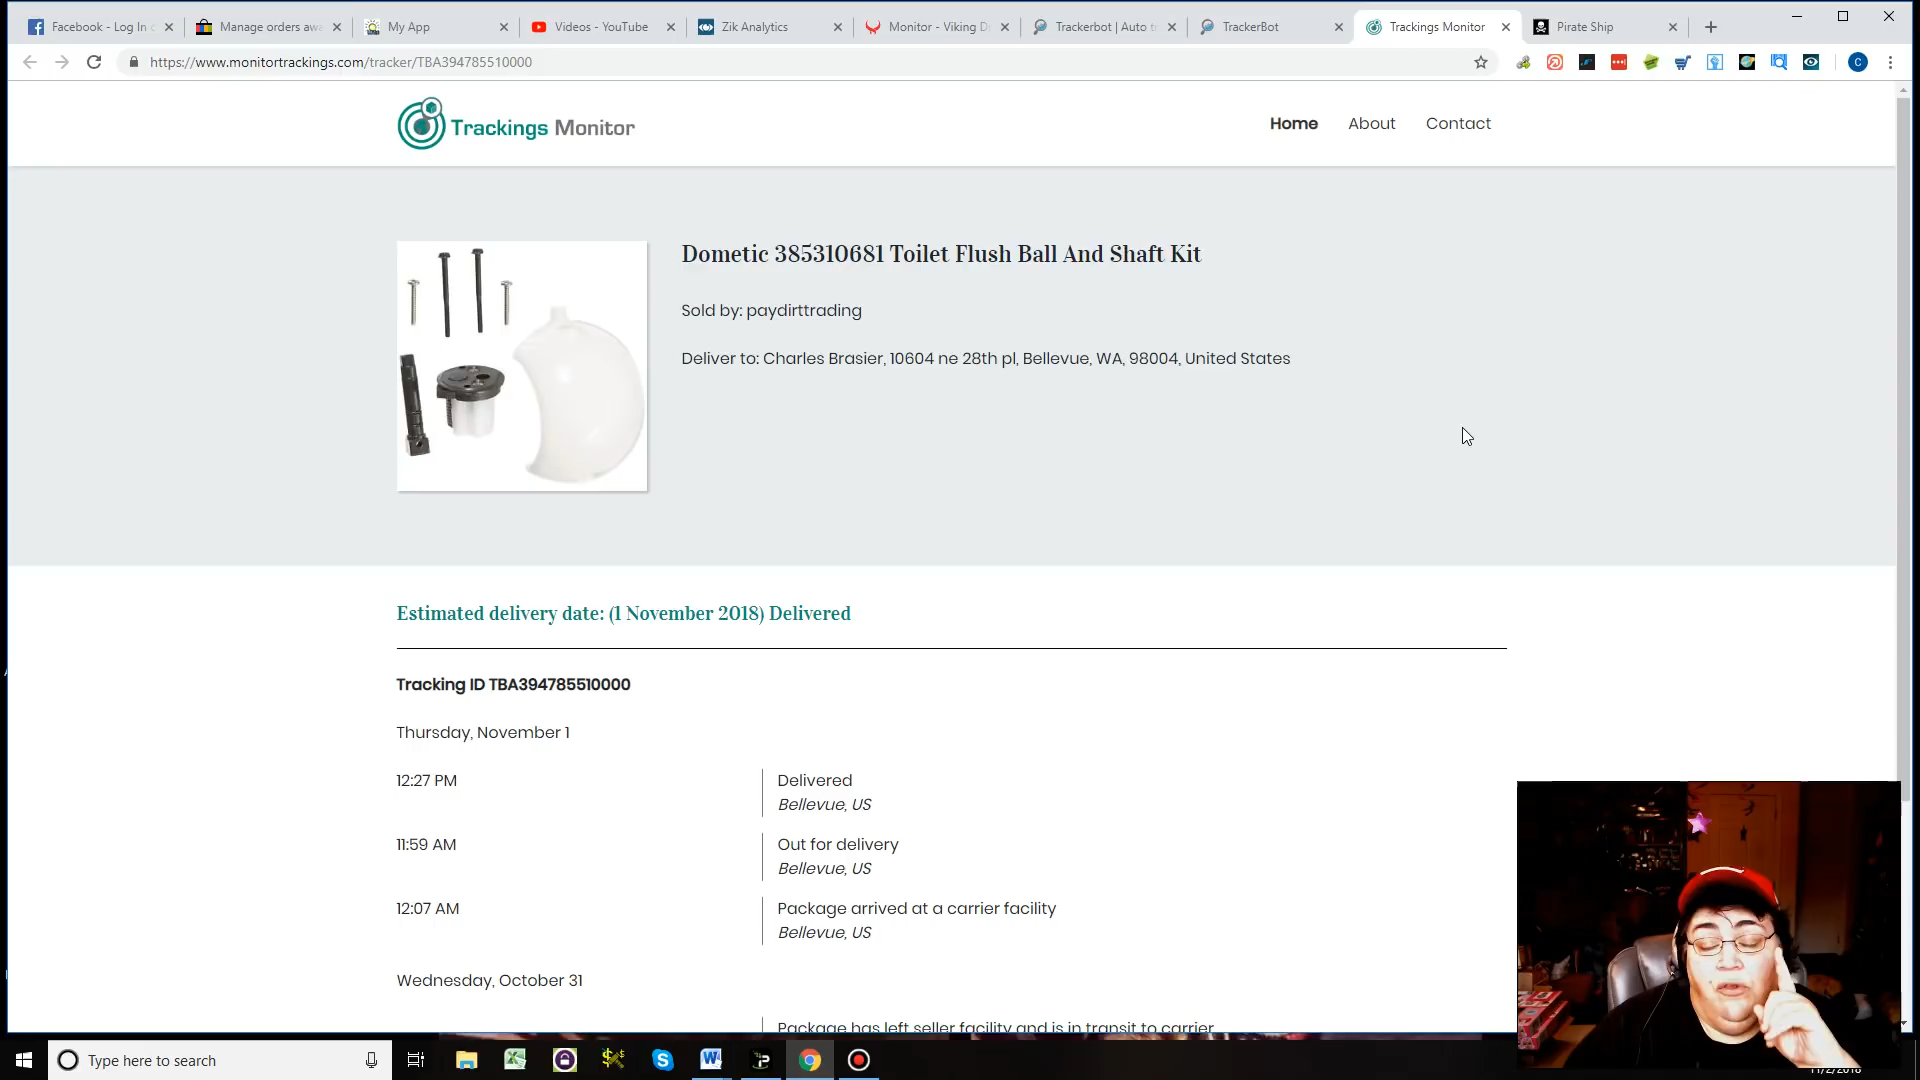 Facebook - Log In
Manage orders awa
My App
Videos - YouTube
Zik Analytics
Monitor - Viking D
Trackerbot | Auto t
TrackerBot
Trackings Monitor
Pirate Ship
https://www.monitortrackings.com/tracker/TBA394785510000
C
Trackings Monitor
Home
About
Contact
Dometic 385310681 Toilet Flush Ball And Shaft Kit
Sold by: paydirttrading
Deliver to: Charles Brasier, 10604 ne 28th pl, Bellevue, WA, 98004, United States
Estimated delivery date: (1 November 2018) Delivered
Tracking ID TBA394785510000
Thursday, November 1
12:27 PM
Delivered
Bellevue, US
11:59 AM
Out for delivery
Bellevue, US
12:07 AM
Package arrived at a carrier facility
Bellevue, US
Wednesday, October 31
Package has left seller facility and is in transit to carrier
Type here to search
11/2/2018